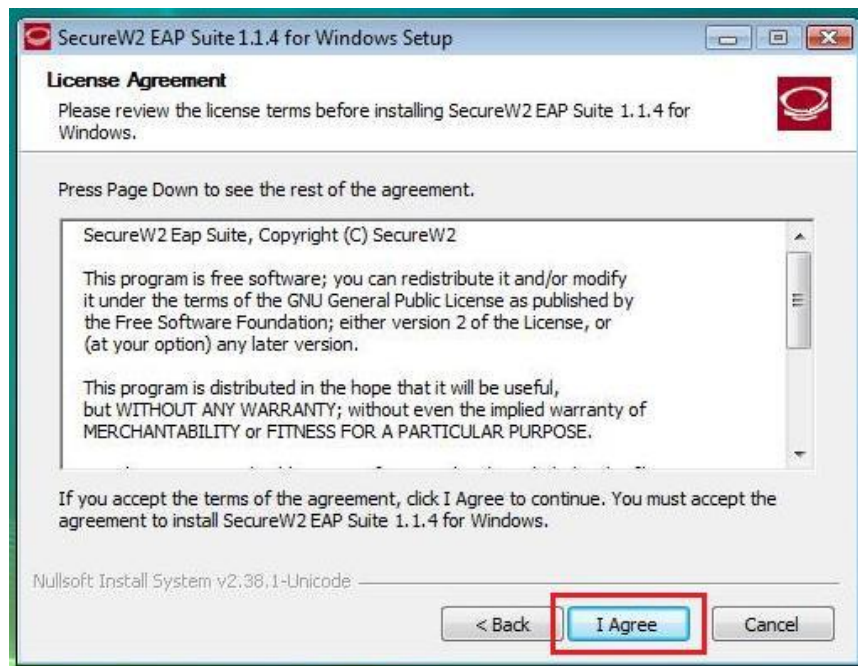 SecureW2 EAP Suite 1.1.4 for Windows Setup
License Agreement
Please review the license terms before installing SecureW2 EAP Suite 1.1.4 for
Windows.
Press Page Down to see the rest of the agreement.
SecureW2 Eap Suite, Copyright (C) SecureW2
This program is free software; you can redistribute it and/or modify
it under the terms of the GNU General Public License as published by
the Free Software Foundation; either version 2 of the License, or
(at your option) any later version.
This program is distributed in the hope that it will be useful,
but WITHOUT ANY WARRANTY; without even the implied warranty of
MERCHANTABILITY or FITNESS FOR A PARTICULAR PURPOSE.
If you accept the terms of the agreement, click I Agree to continue. You must accept the
agreement to install SecureW2 EAP Suite 1.1.4 for Windows.
Nullsoft Install System v2.38.1-Unicode
< Back
I Agree
Cancel